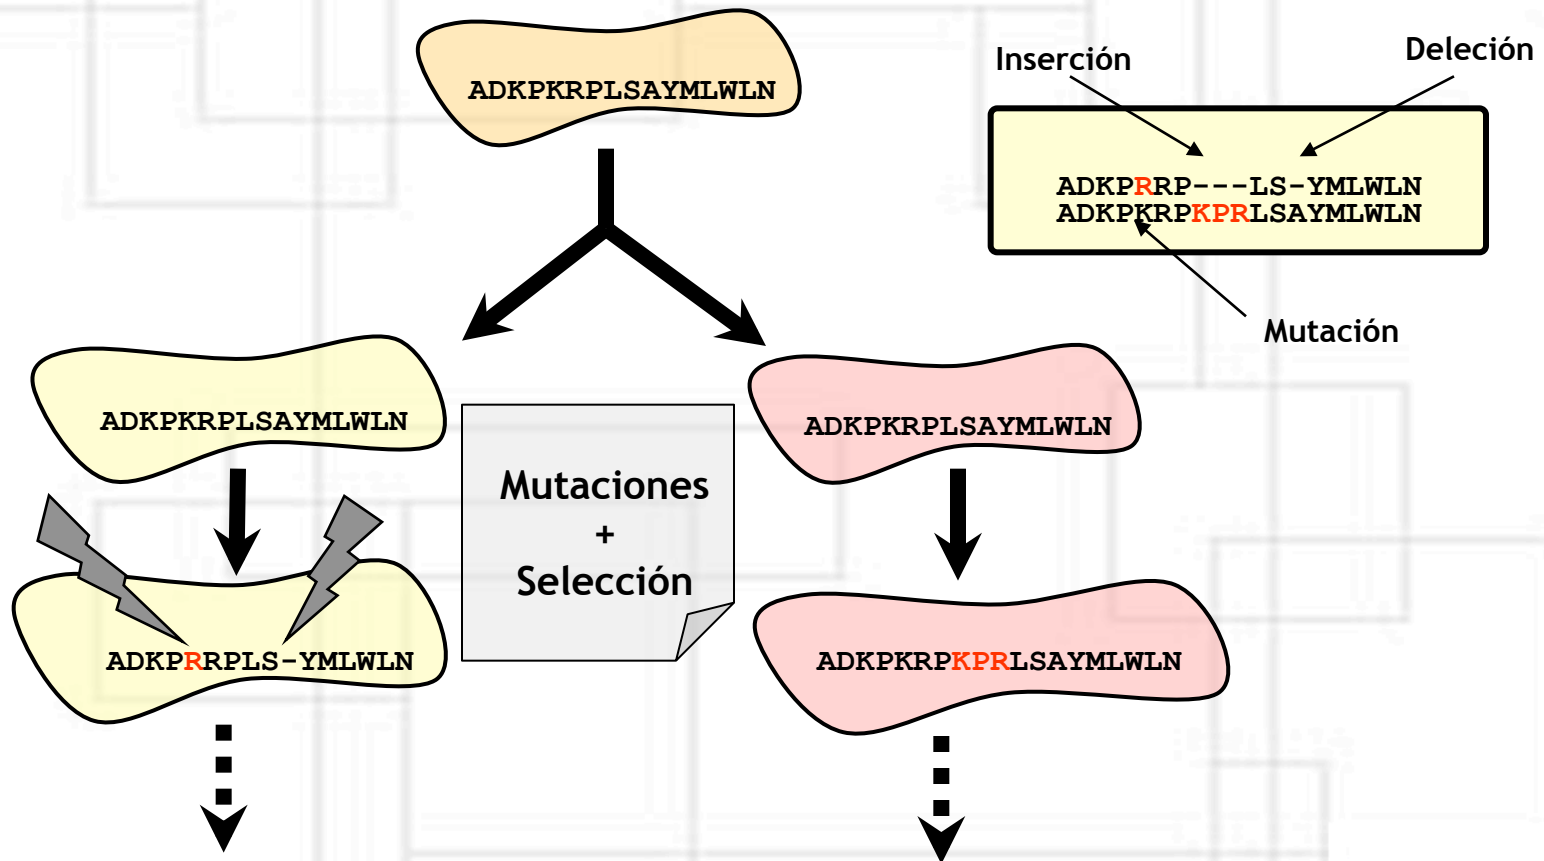 ADKPKRPLSAYMLWLN
Inserción
Deleción
ADKPRRP---LS-YMLWLN
ADKPKRPKPRLSAYMLWLN
Mutación
ADKPKRPLSAYMLWLN
ADKPKRPLSAYMLWLN
Mutaciones
+
Selección
ADKPRRPLS-YMLWLN
ADKPKRPKPRLSAYMLWLN